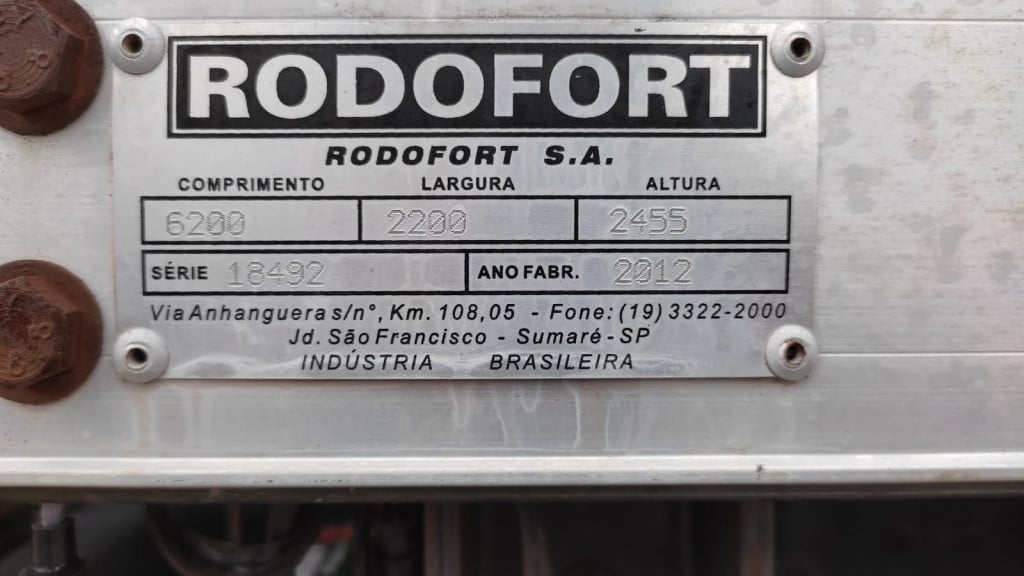 RODOFORT
RODOFORT S.A.
COMPRIMENTO LARGURA ALTURA
6200 2200 2455
SÉRIE 18492 ANO FABR. 2012
Via Anhanguera s/n°, Km. 108,05 - Fone: (19) 3322-2000
Jd. São Francisco - Sumaré - SP
INDÚSTRIA BRASILEIRA